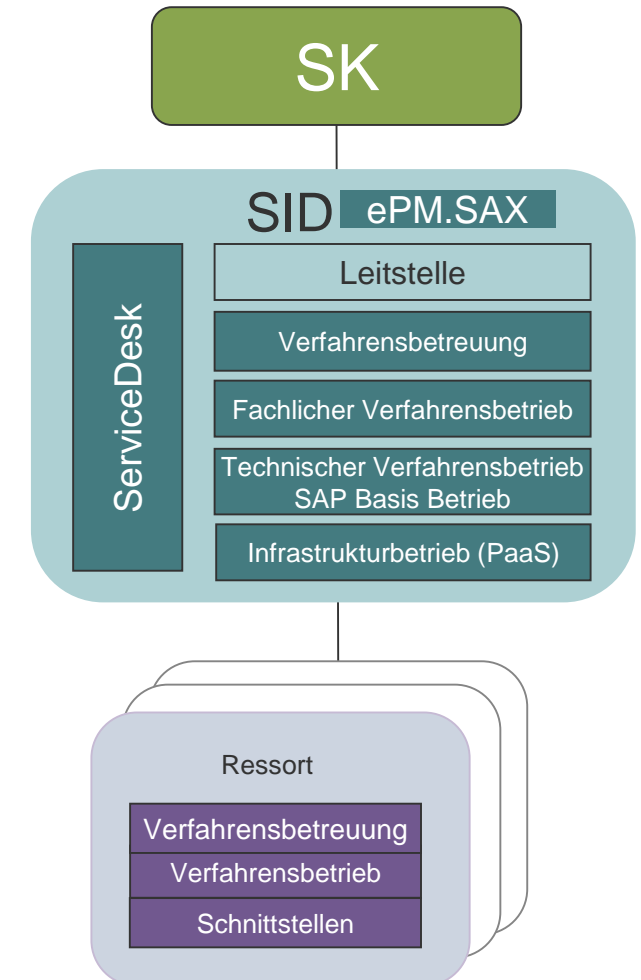 SK
SID ePM.SAX
ServiceDesk
Leitstelle
Verfahrensbetreuung
Fachlicher Verfahrensbetrieb
Technischer Verfahrensbetrieb
SAP Basis Betrieb
Infrastrukturbetrieb (PaaS)
Ressort
Verfahrensbetreuung
Verfahrensbetrieb
Schnittstellen